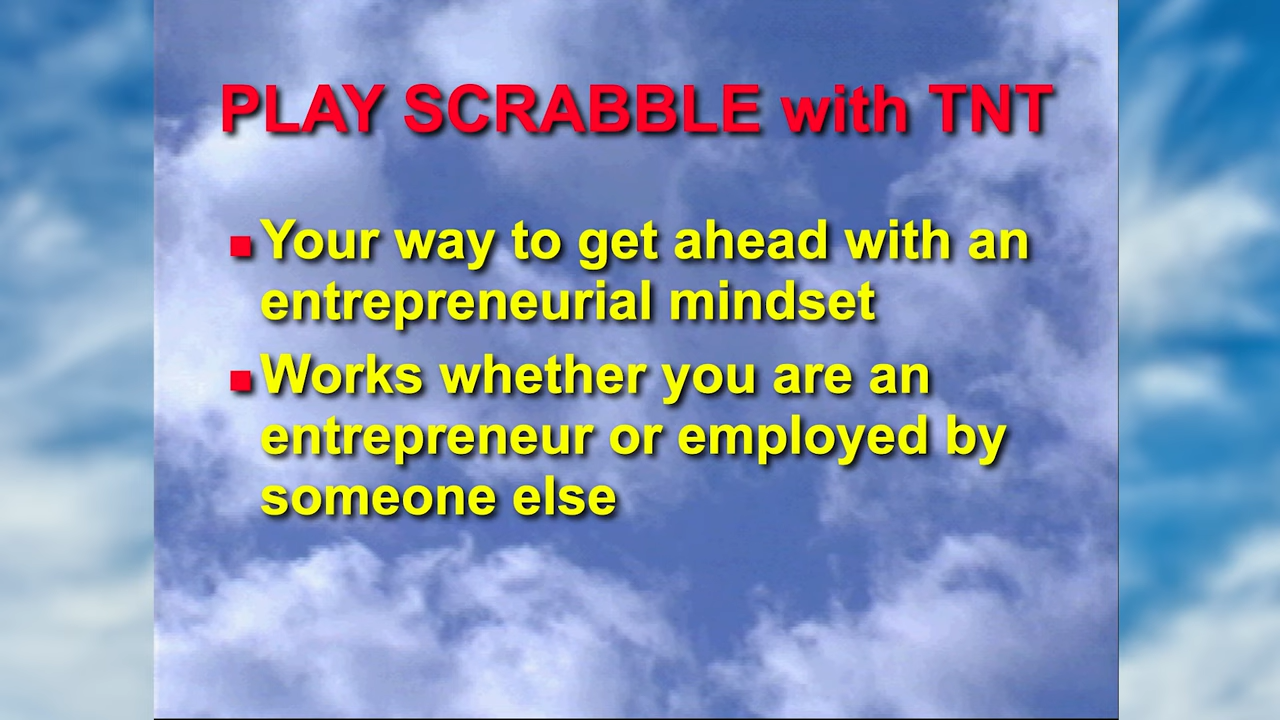 PLAY SCRABBLE with TNT
Your way to get ahead with an
entrepreneurial mindset
Works whether you are an
entrepreneur or employed by
someone else